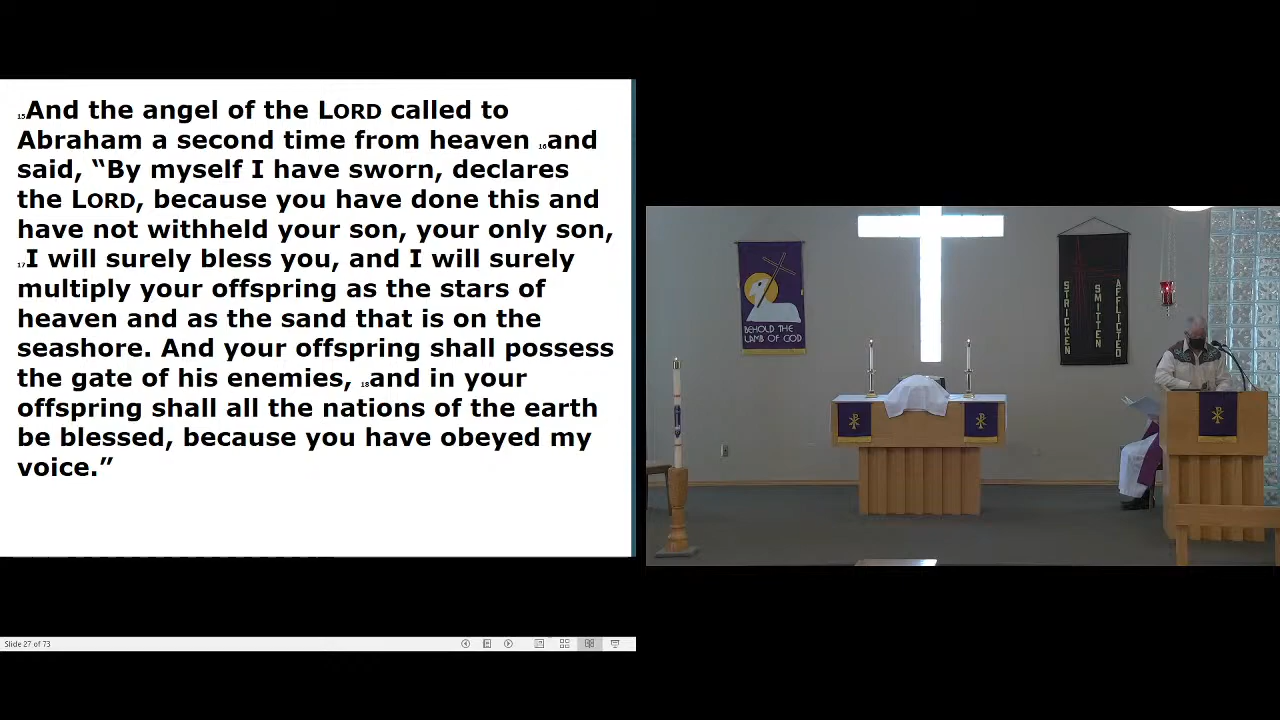 15And the angel of the LORD called to
Abraham a second time from heaven 16and
said, “By myself I have sworn, declares
the LORD, because you have done this and
have not withheld your son, your only son,
17I will surely bless you, and I will surely
multiply your offspring as the stars of
heaven and as the sand that is on the
seashore. And your offspring shall possess
the gate of his enemies, 18and in your
offspring shall all the nations of the earth
be blessed, because you have obeyed my
voice.”
Slide 27 of 73
BEHOLD THE
LAMB OF GOD
STRICKEN
SMITTEN
AFFLICTED